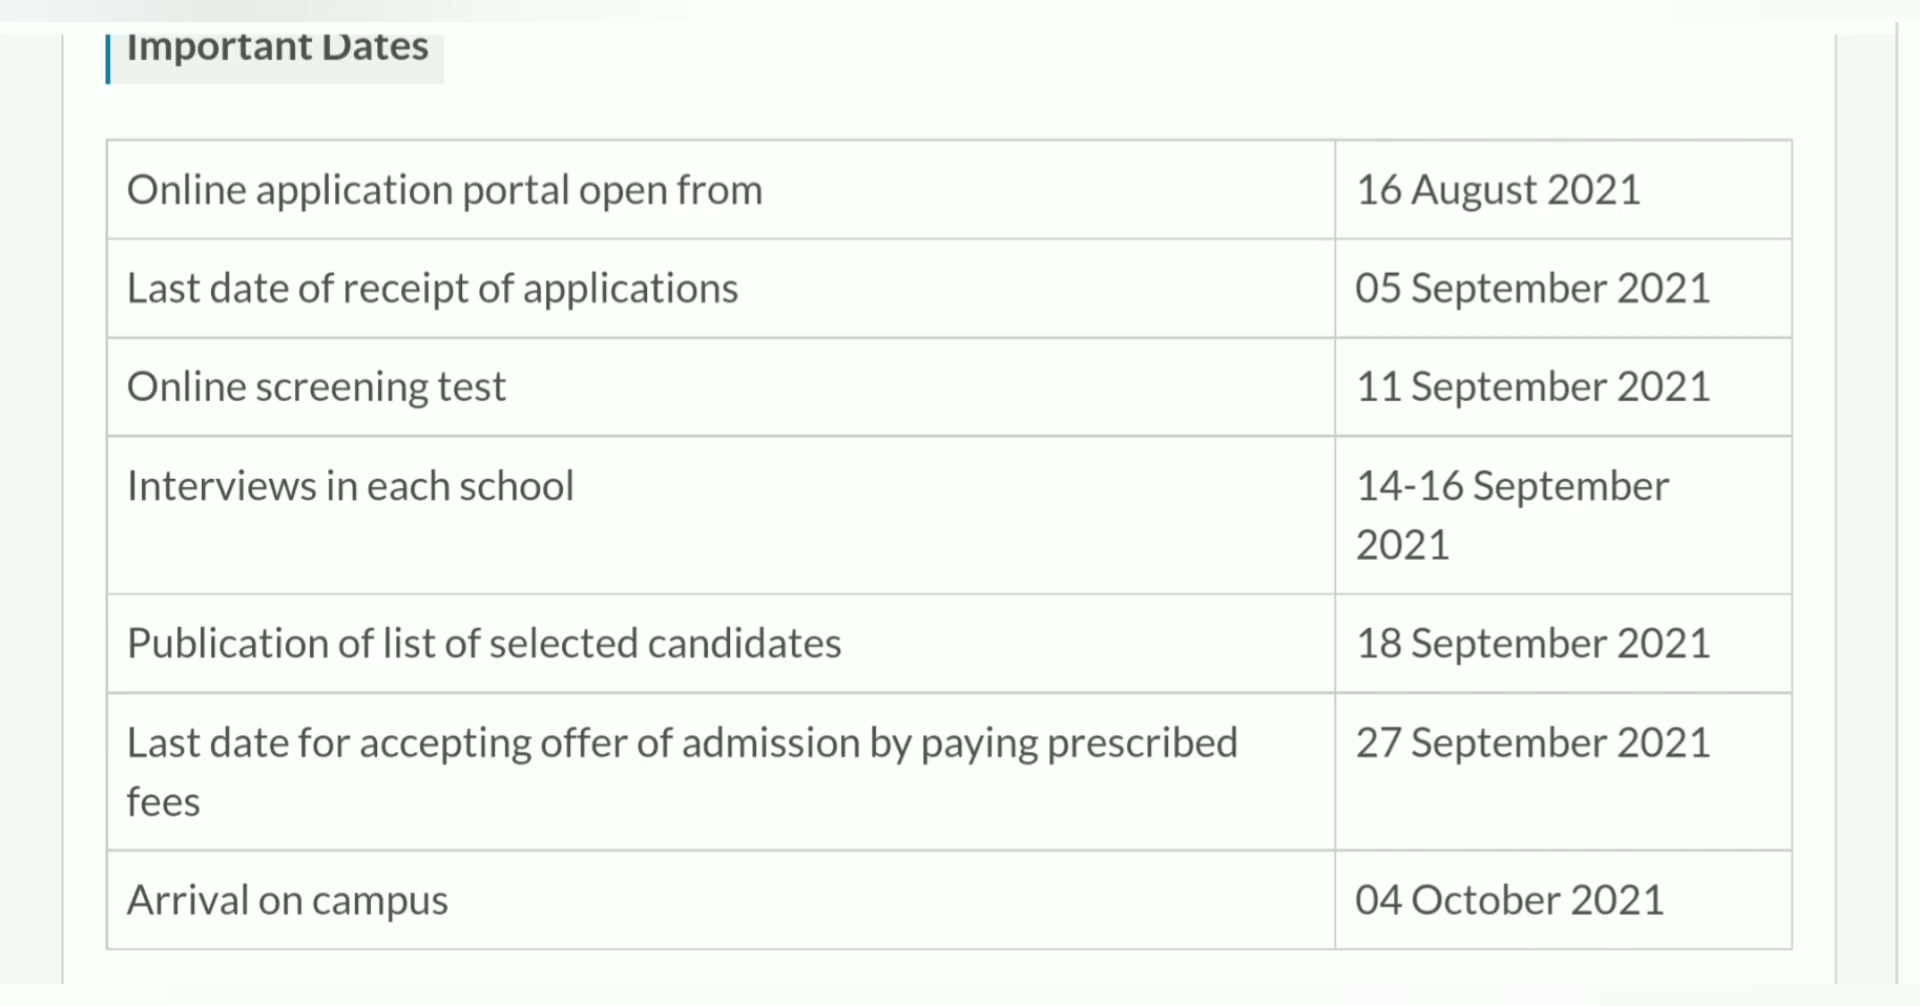 Important Dates
Online application portal open from 16 August 2021
Last date of receipt of applications 05 September 2021
Online screening test 11 September 2021
Interviews in each school 14-16 September
2021
Publication of list of selected candidates 18 September 2021
Last date for accepting offer of admission by paying prescribed 27 September 2021
fees
Arrival on campus 04 October 2021